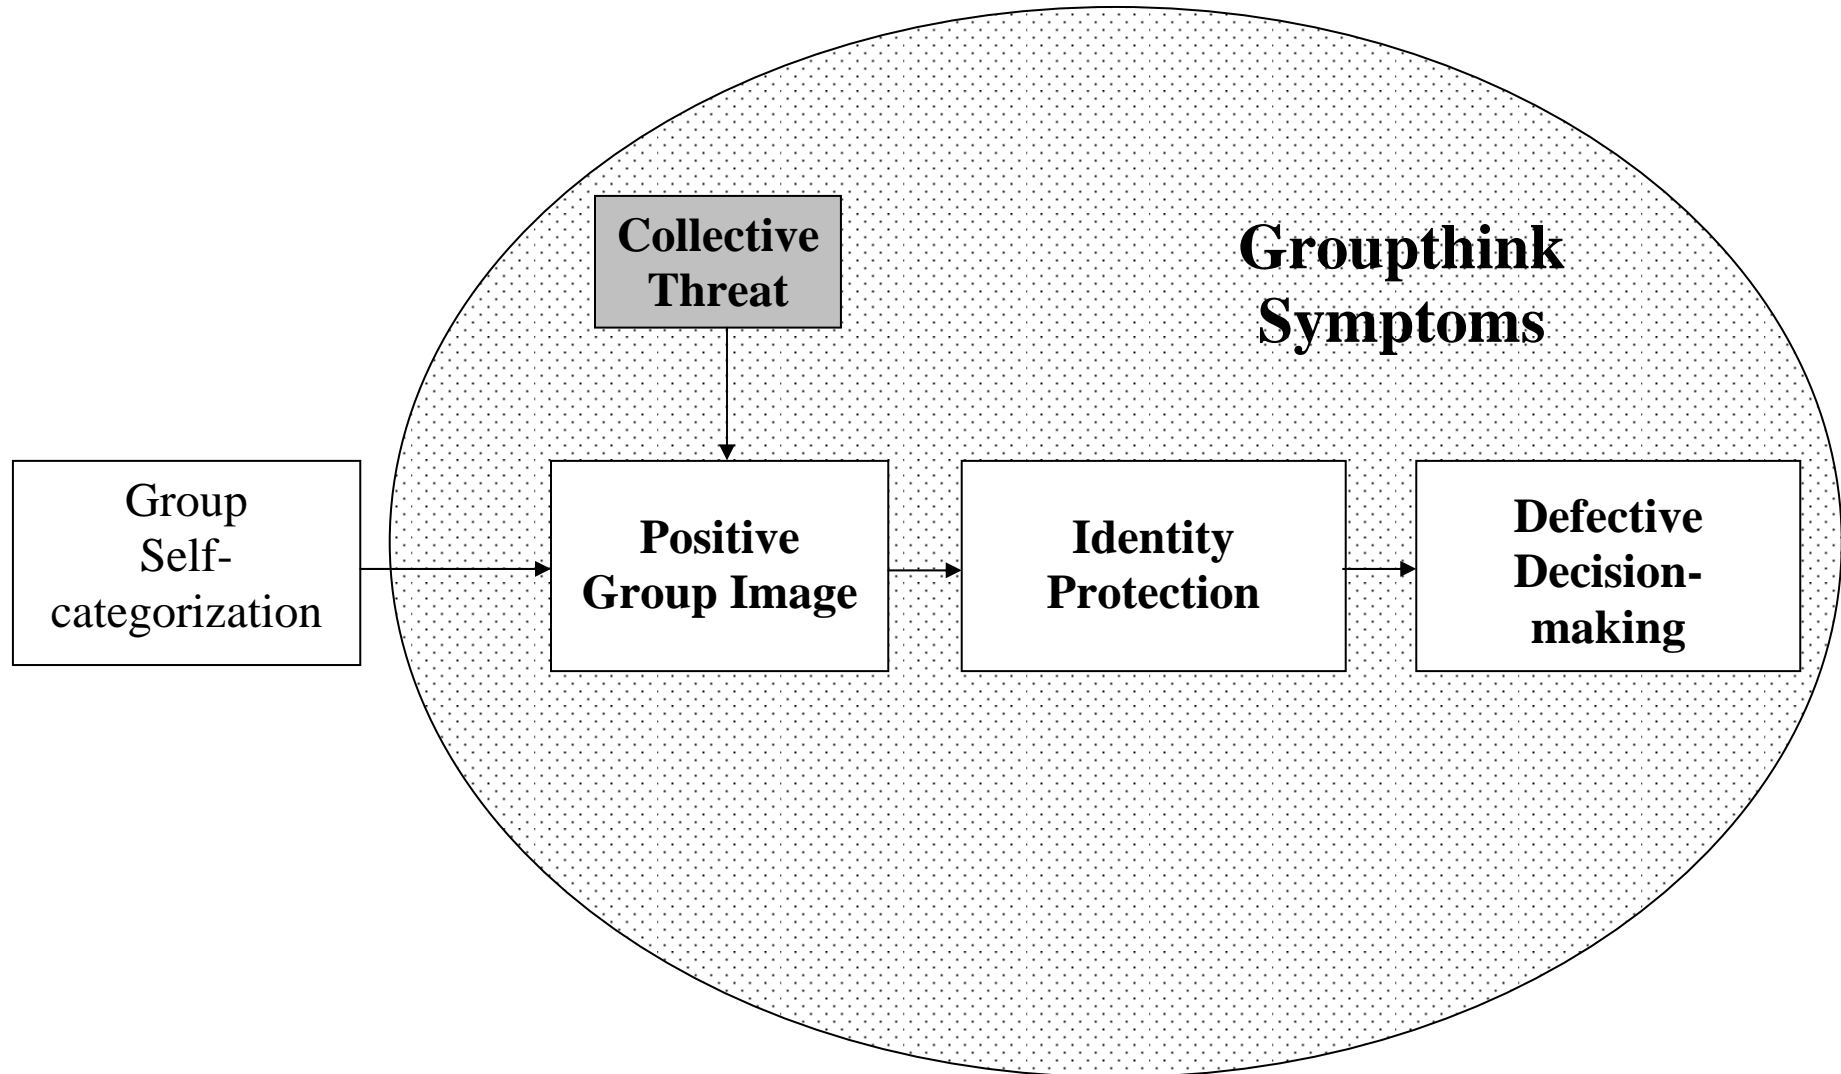 Collective
Threat
Groupthink
Symptoms
Group
Self-
categorization
Positive
Group Image
Identity
Protection
Defective
Decision-
making